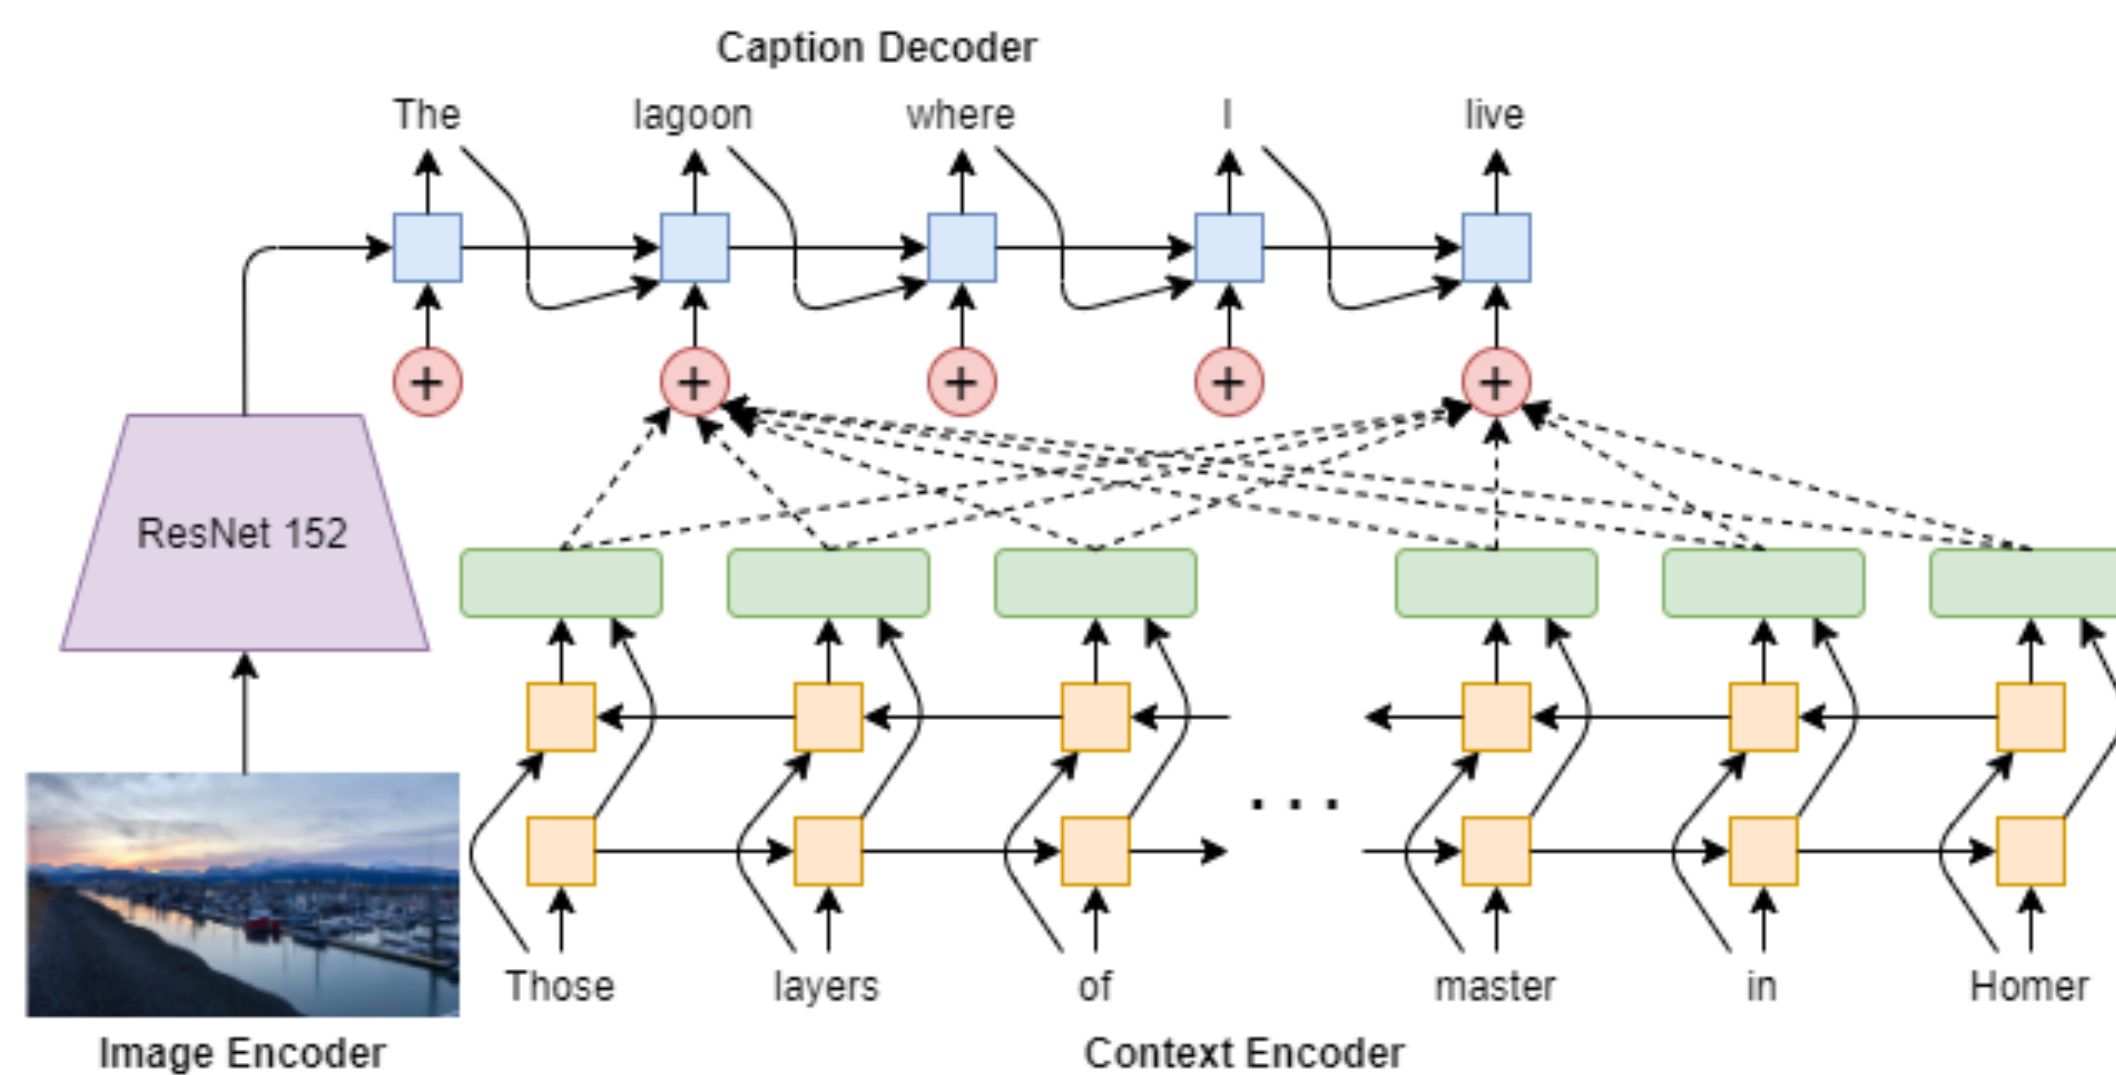 Caption Decoder
The lagoon where I live
+ + + + +
ResNet 152
...
Those layers of master in Homer
Image Encoder Context Encoder